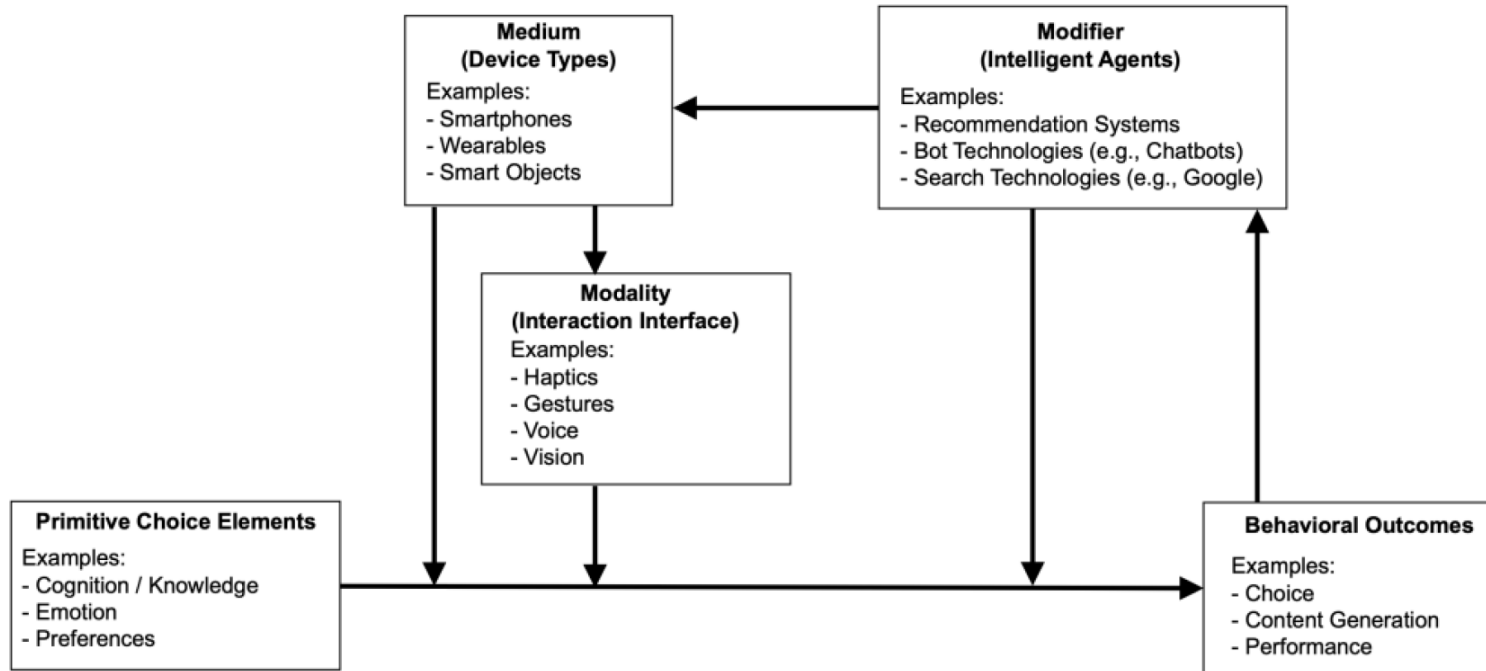 Medium
(Device Types)
Examples:
- Smartphones
- Wearables
- Smart Objects
Modifier
(Intelligent Agents)
Examples:
- Recommendation Systems
- Bot Technologies (e.g., Chatbots)
- Search Technologies (e.g., Google)
Modality
(Interaction Interface)
Examples:
- Haptics
- Gestures
- Voice
- Vision
Primitive Choice Elements
Examples:
- Cognition / Knowledge
- Emotion
- Preferences
Behavioral Outcomes
Examples:
- Choice
- Content Generation
- Performance